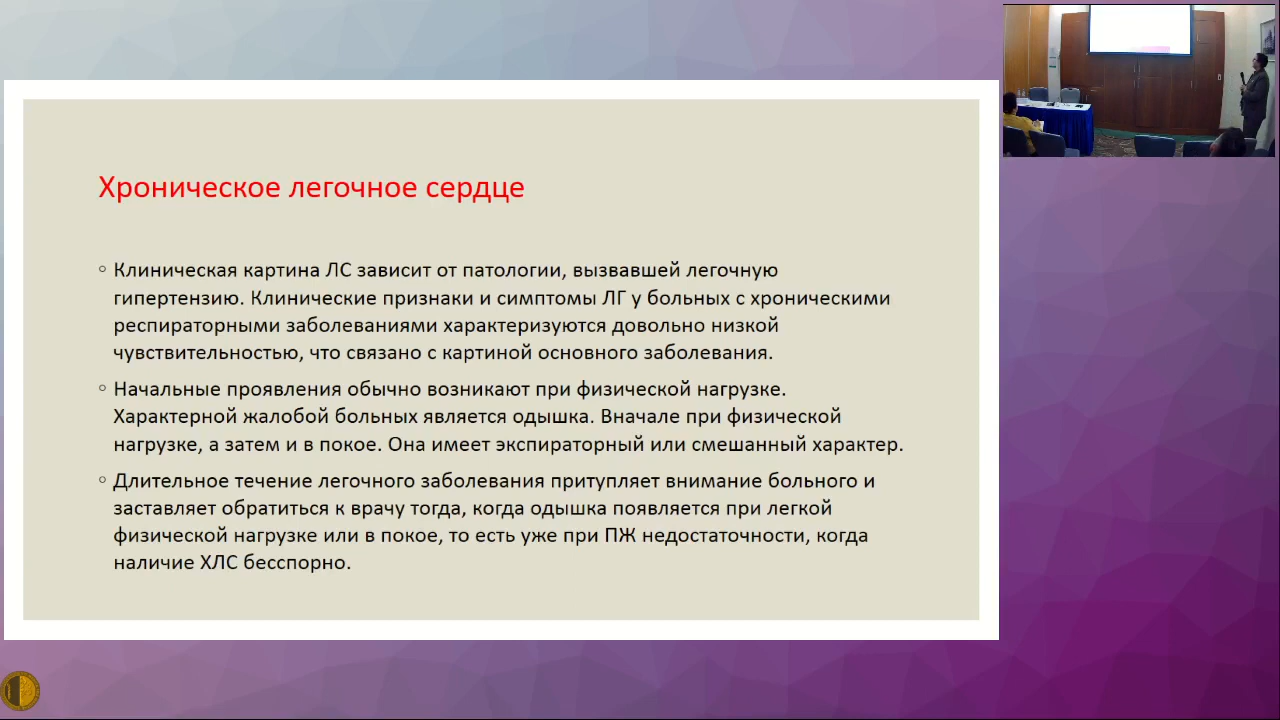 Хроническое легочное сердце
Клиническая картина ЛС зависит от патологии, вызвавшей легочную
гипертензию. Клинические признаки и симптомы ЛГ у больных с хроническими
респираторными заболеваниями характеризуются довольно низкой
чувствительностью, что связано с картиной основного заболевания.
Начальные проявления обычно возникают при физической нагрузке.
Характерной жалобой больных является одышка. Вначале при физической
нагрузке, а затем и в покое. Она имеет экспираторный или смешанный характер.
Длительное течение легочного заболевания притупляет внимание больного и
заставляет обратиться к врачу тогда, когда одышка появляется при легкой
физической нагрузке или в покое, то есть уже при ПЖ недостаточности, когда
наличие ХЛС бесспорно.